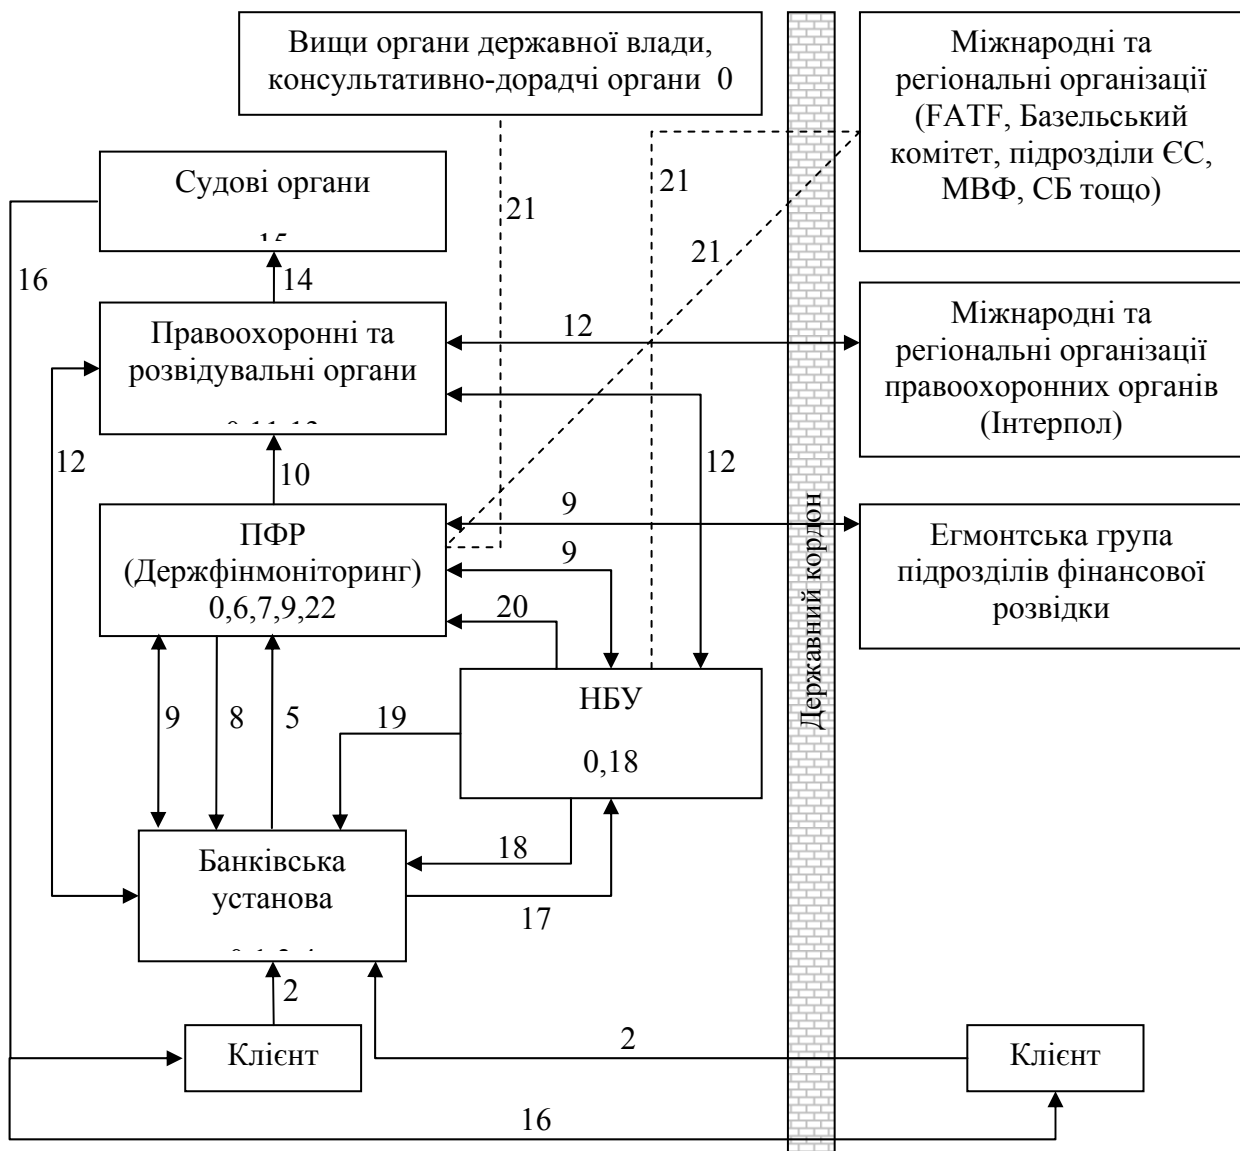 Вищи органи державної влади,
консультативно-дорадчі органи 0
Міжнародні та
регіональні організації
(FATF, Базельський
комітет, підрозділи ЄС,
МВФ, СБ тощо)
Судові органи
21
21
21
16
14
Правоохоронні та
розвідувальні органи
12
Міжнародні та
регіональні організації
правоохоронних органів
(Інтерпол)
12
12
10
ПФР
(Держфінмоніторинг)
0,6,7,9,22
9
9
20
Державний кордон
Егмонтська група
підрозділів фінансової
розвідки
9
8
5
19
НБУ
0,18
Банківська
установа
18
17
2
Клієнт
2
Клієнт
16